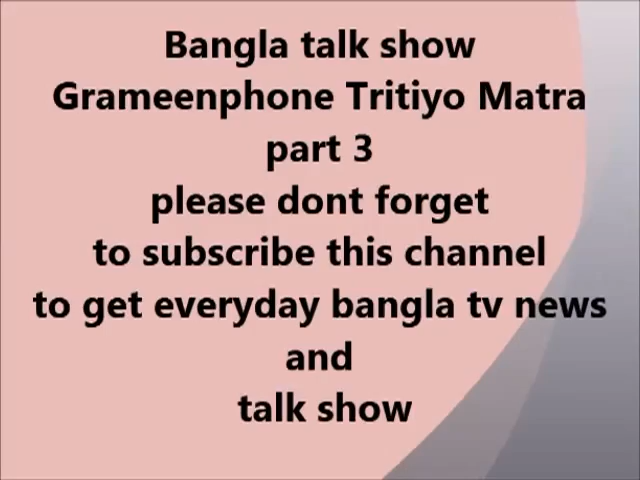 Bangla talk show
Grameenphone Tritiyo Matra
part 3
please dont forget
to subscribe this channel
to get everyday bangla tv news
and
talk show